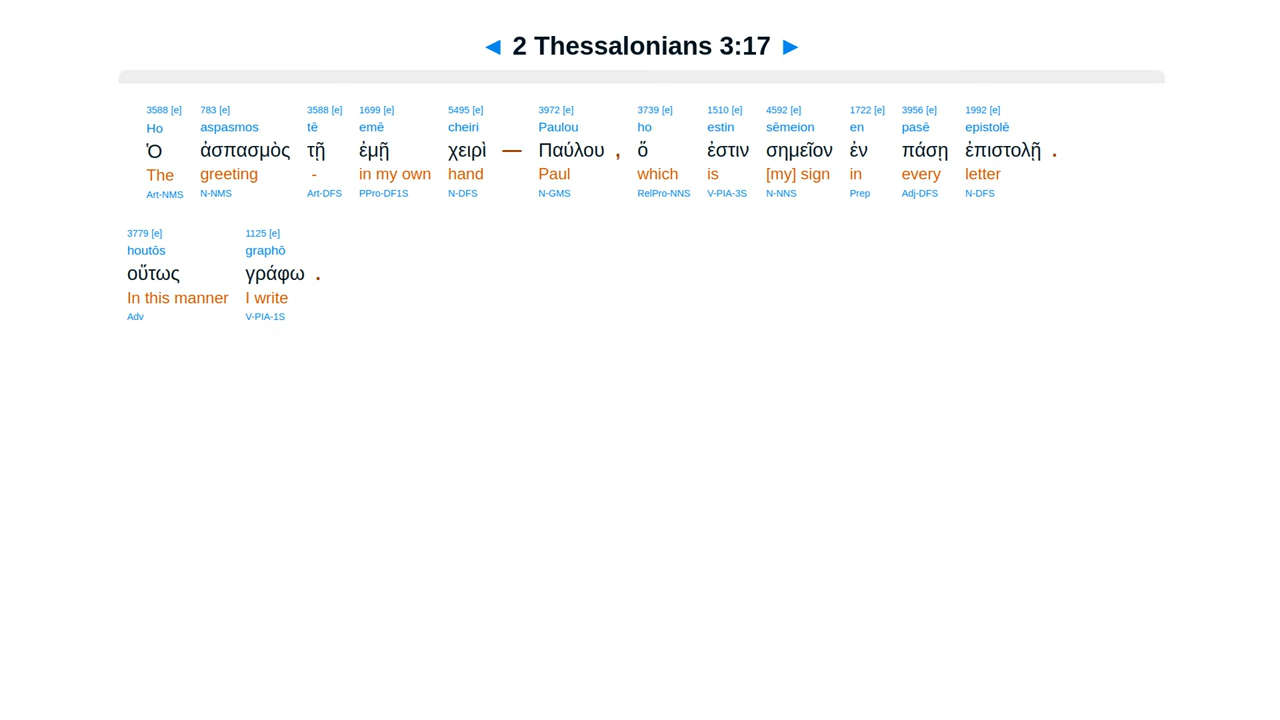 ◄ 2 Thessalonians 3:17 ►
3588 [e] 783 [e] 3588 [e] 1699 [e] 5495 [e] 3972 [e] 3739 [e] 1510 [e] 4592 [e] 1722 [e] 3956 [e] 1992 [e]
Ho aspasmos tē emē cheiri Paulou ho estin sēmeion en pasē epistolē
Ὁ ἀσπασμὸς τῇ ἐμῇ χειρὶ — Παύλου , ὅ ἐστιν σημεῖον ἐν πάσῃ ἐπιστολῇ .
The greeting - in my own hand Paul which is [my] sign in every letter
Art-NMS N-NMS Art-DFS PPro-DF1S N-DFS N-GMS RelPro-NNS V-PIA-3S N-NNS Prep Adj-DFS N-DFS
3779 [e] 1125 [e]
houtōs graphō
οὕτως γράφω .
In this manner I write
Adv V-PIA-1S